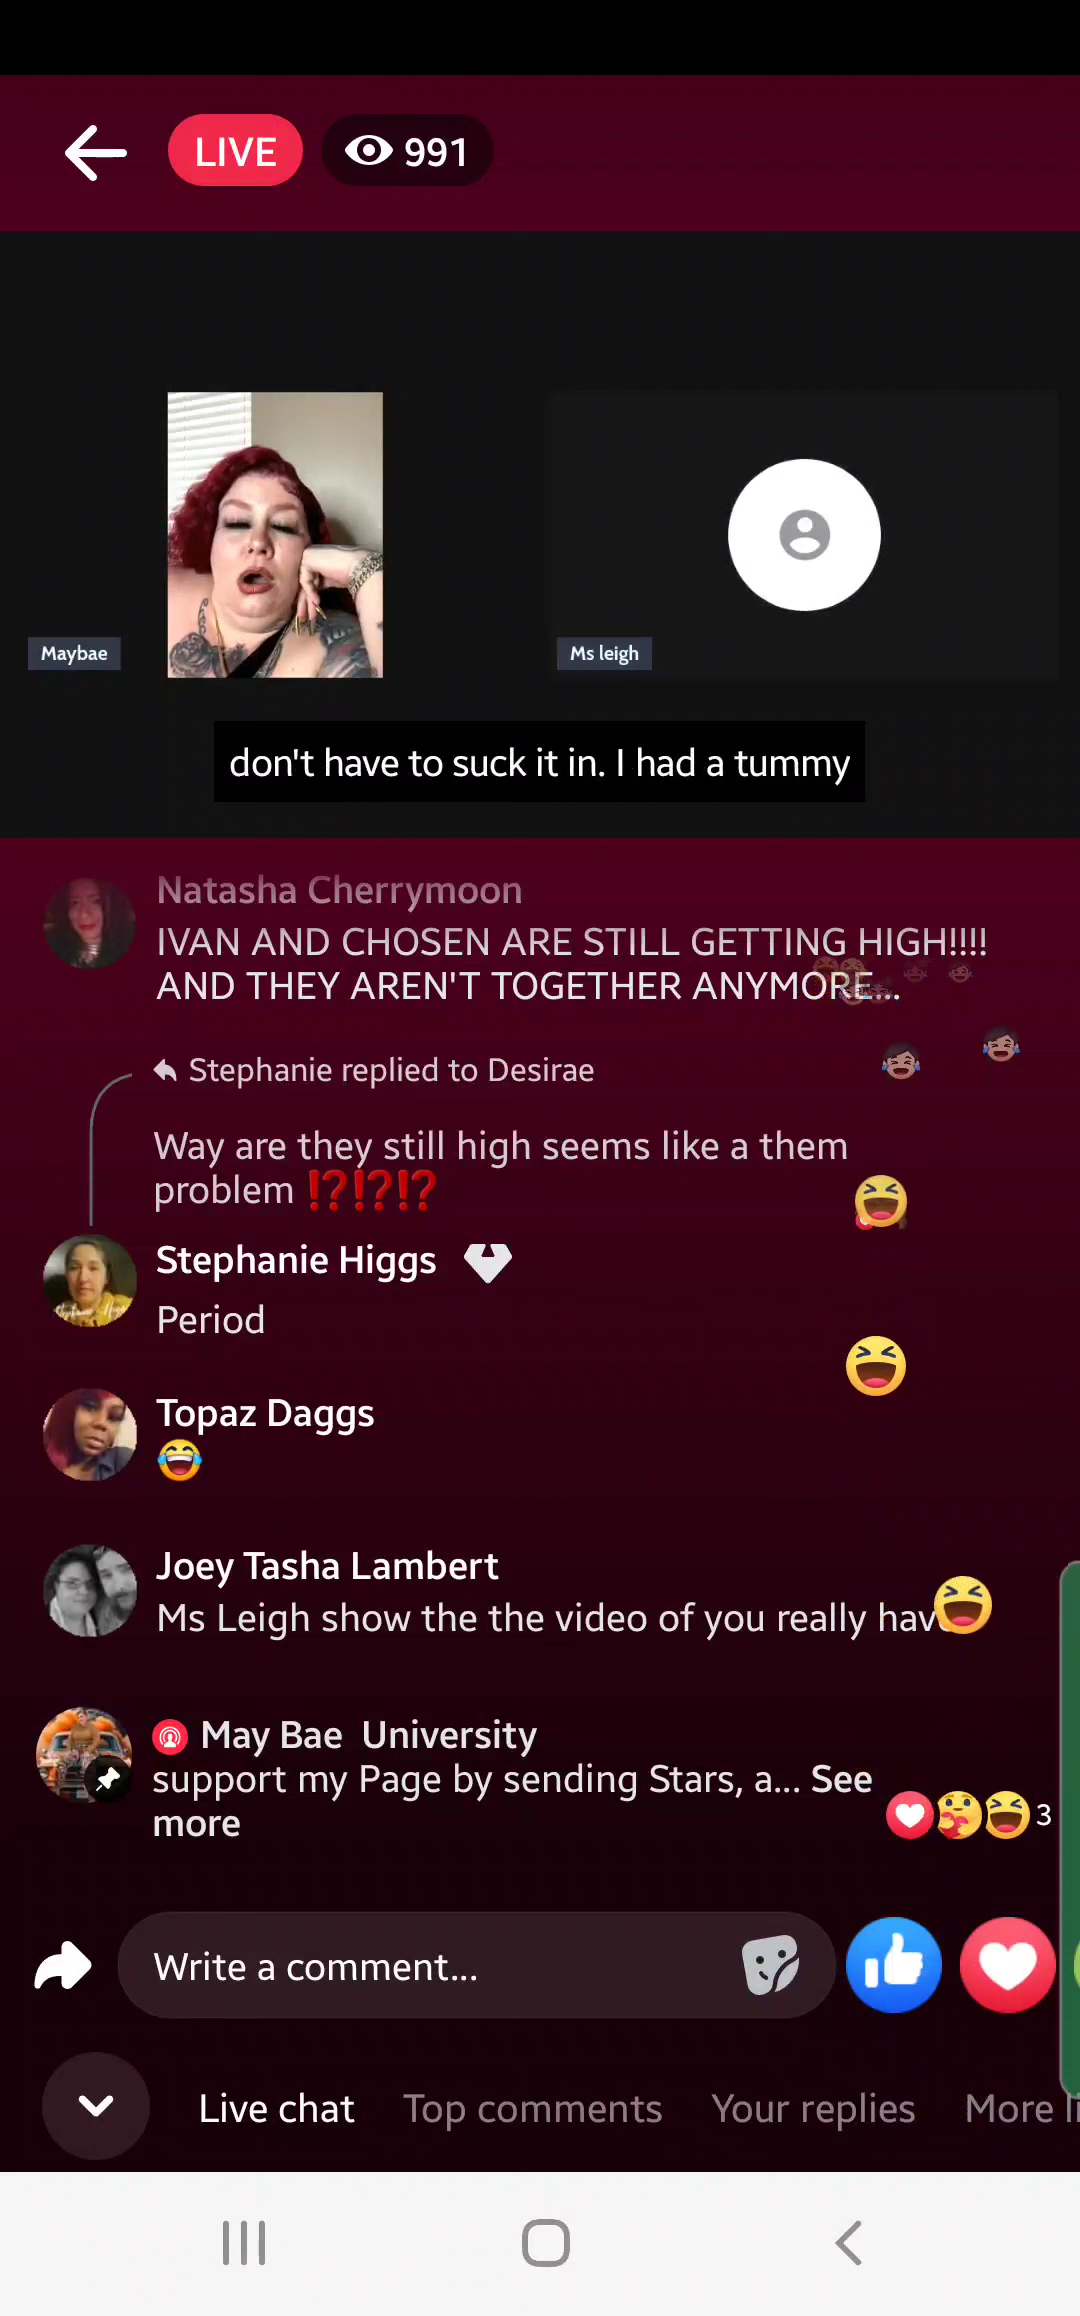 LIVE 991
Maybae
Ms leigh
don't have to suck it in. I had a tummy
Natasha Cherrymoon
IVAN AND CHOSEN ARE STILL GETTING HIGH!!!!
AND THEY AREN'T TOGETHER ANYMORE...
Stephanie replied to Desirae
Way are they still high seems like a them
problem ⁉️⁉️⁉️
Stephanie Higgs
Period
Topaz Daggs
😂
Joey Tasha Lambert
Ms Leigh show the the video of you really
May Bae University
support my Page by sending Stars, a... See
more
3
Write a comment...
Live chat Top comments Your replies More